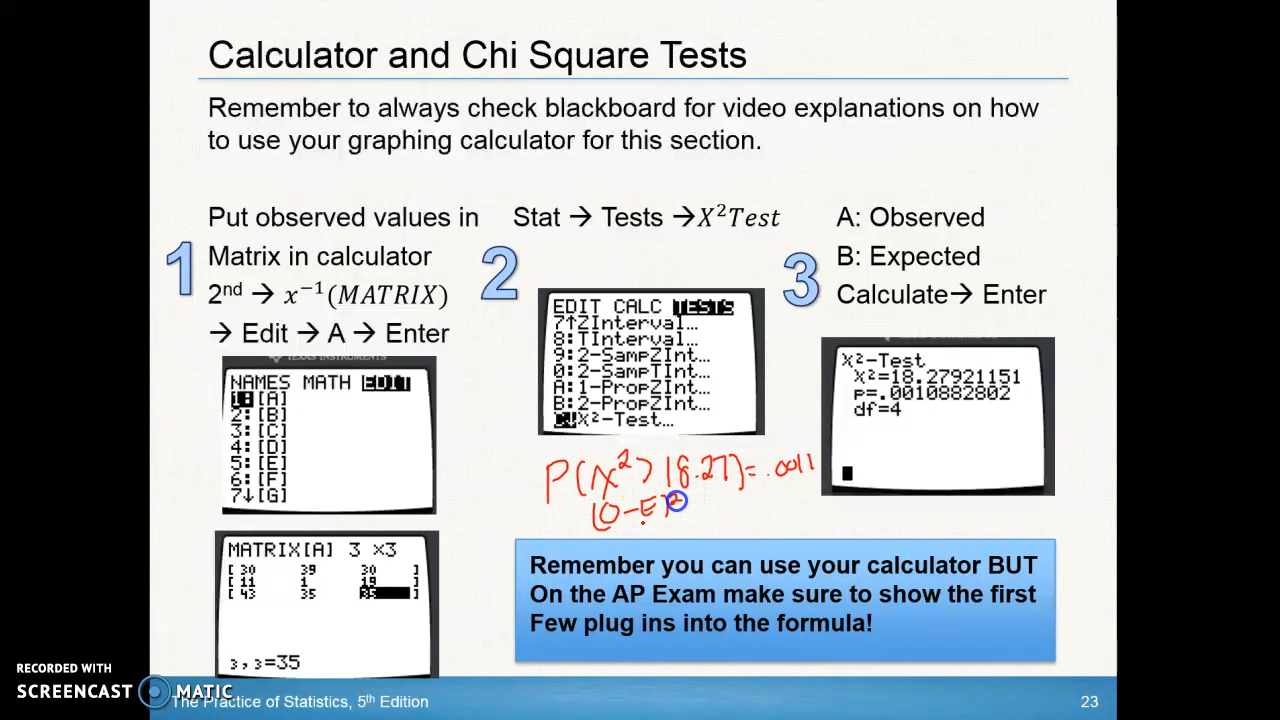 Calculator and Chi Square Tests
Remember to always check blackboard for video explanations on how
to use your graphing calculator for this section.
1
Put observed values in
Matrix in calculator
2nd → x⁻¹(MATRIX)
→ Edit → A → Enter
NAMES MATH EDIT
1:[A]
2:[B]
3:[C]
4:[D]
5:[E]
6:[F]
7↓[G]
MATRIX[A] 3 ×3
[ 30 39 30 ]
[ 11 1 19 ]
[ 43 35 35 ]
3,3=35
2
Stat → Tests → X²Test
EDIT CALC TESTS
7↑ZInterval…
8:TInterval…
9:2-SampZInt…
0:2-SampTInt…
A:1-PropZInt…
B:2-PropZInt…
C↓X²-Test…
P(X² > 18.27) = .0011
(O-E)²
3
A: Observed
B: Expected
Calculate→ Enter
TEXAS INSTRUMENTS
X²-Test
X²=18.27921151
p=.0010882802
df=4
Remember you can use your calculator BUT
On the AP Exam make sure to show the first
Few plug ins into the formula!
RECORDED WITH
SCREENCAST MATIC
The Practice of Statistics, 5th Edition
23